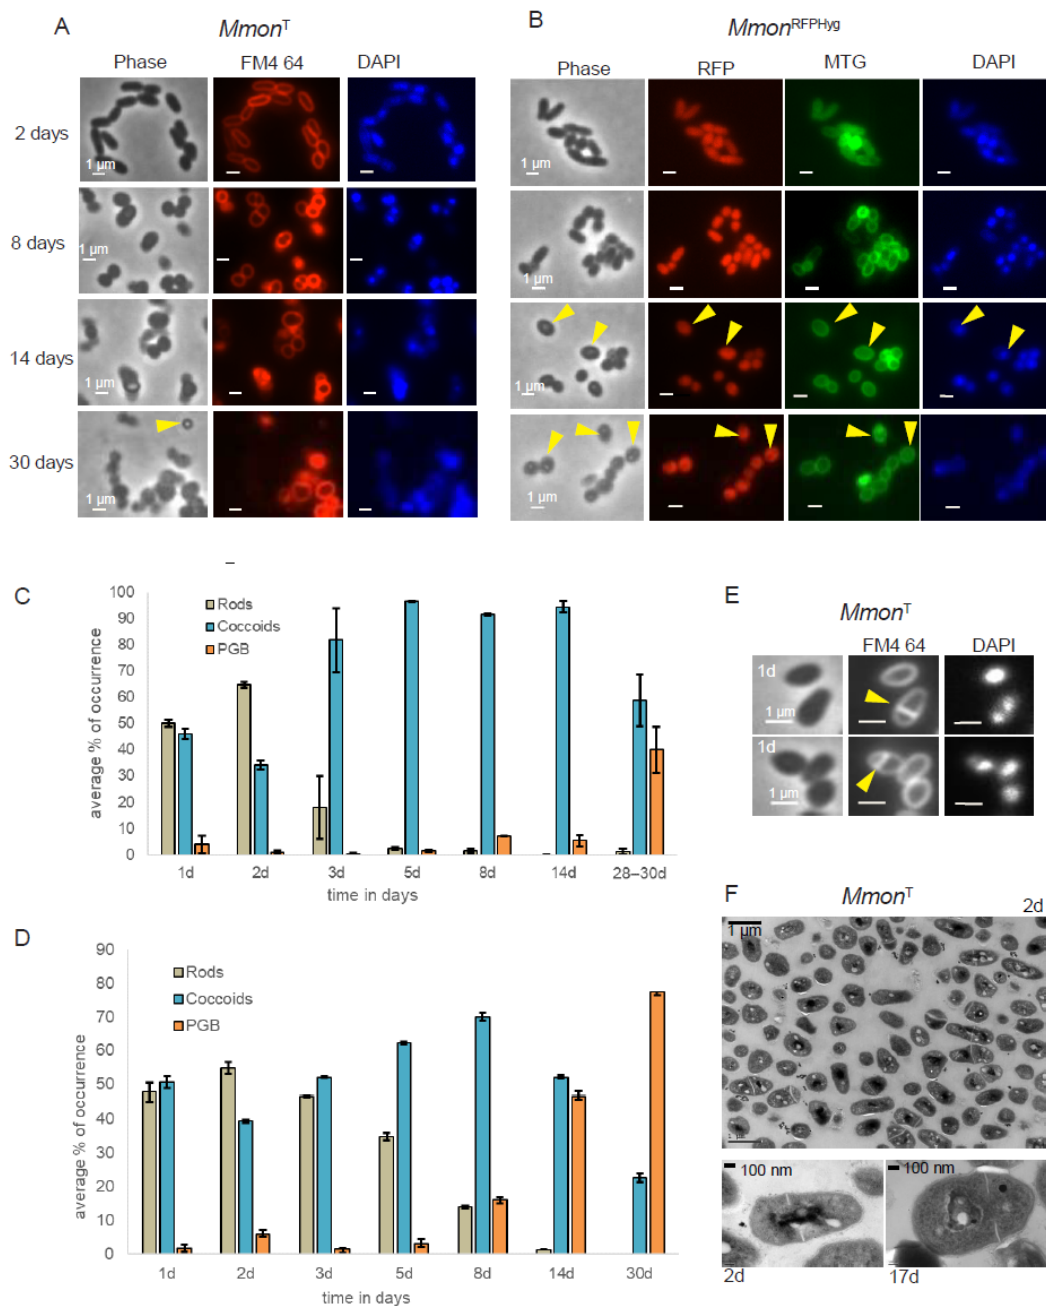 A
MmonT
Phase FM4 64 DAPI
2 days
1 µm
8 days
1 µm
14 days
1 µm
30 days
1 µm
B
MmonRFPHyg
Phase RFP MTG DAPI
1 µm
1 µm
1 µm
1 µm
C
100
90
80
70
60
50
40
30
20
10
0
average % of occurrence
Rods
Coccoids
PGB
1d 2d 3d 5d 8d 14d 28–30d
time in days
D
90
80
70
60
50
40
30
20
10
0
average % of occurrence
Rods
Coccoids
PGB
1d 2d 3d 5d 8d 14d 30d
time in days
E
MmonT
FM4 64 DAPI
1d
1 µm
1d
1 µm
F
MmonT
2d
1 µm
100 nm
2d
100 nm
17d